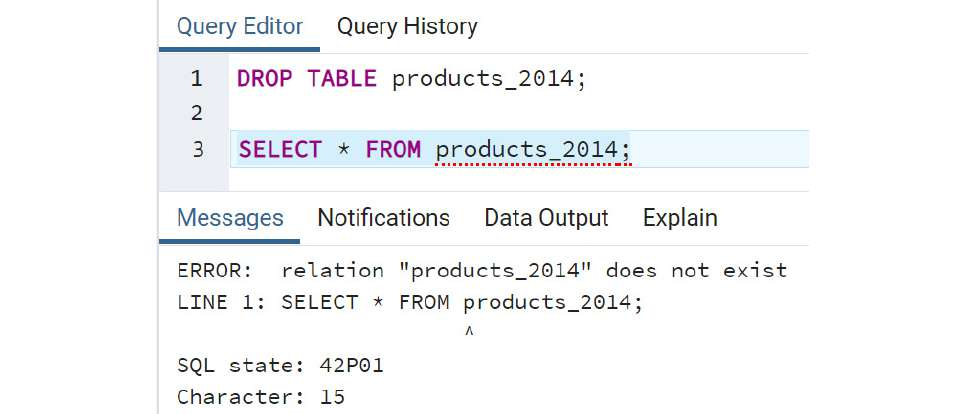 Query Editor Query History
1 DROP TABLE products_2014;
2
3 SELECT * FROM products_2014;
Messages Notifications Data Output Explain
ERROR:  relation "products_2014" does not exist
LINE 1: SELECT * FROM products_2014;
^
SQL state: 42P01
Character: 15